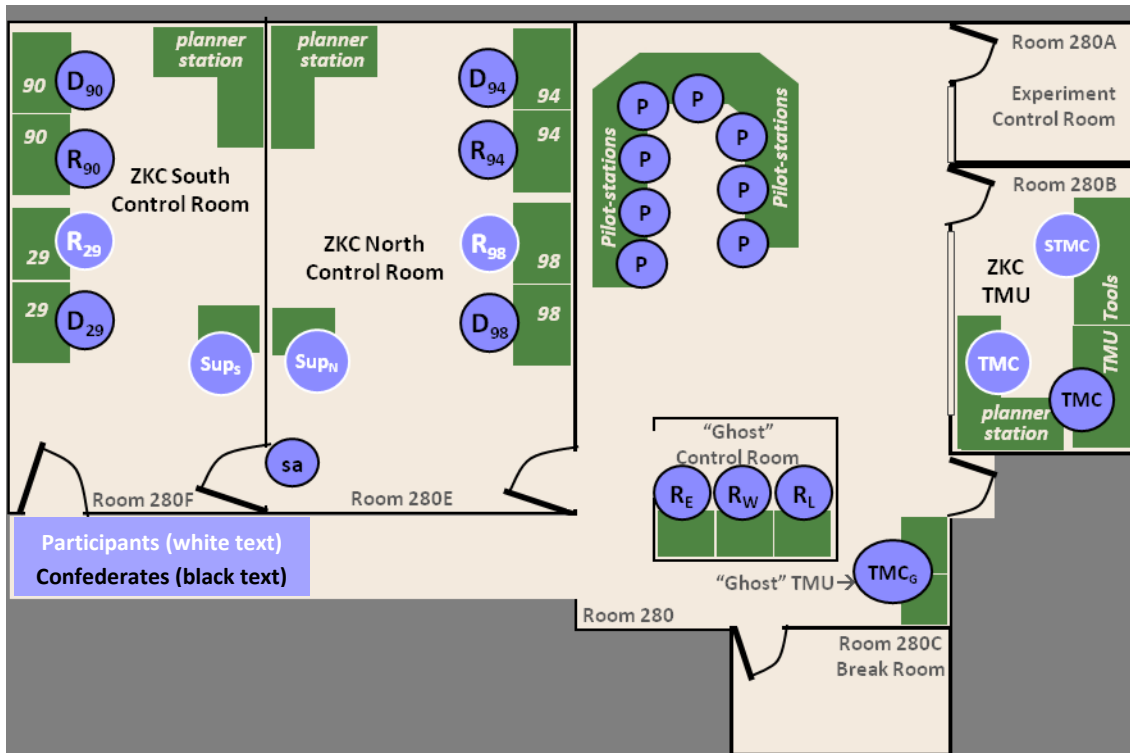 90
D90
90
R90
ZKC South
Control Room
29
R29
29
D29
planner
station
SupS
Room 280F
planner
station
D94
94
94
R94
ZKC North
Control Room
R98
98
D98
98
SupN
sa
Room 280E
Participants (white text)
Confederates (black text)
Pilot-stations
P
P
P
P
P
P
P
P
Pilot-stations
“Ghost”
Control Room
RE
RW
RL
“Ghost” TMU
TMCG
Room 280
Room 280C
Break Room
Room 280A
Experiment
Control Room
Room 280B
STMC
ZKC
TMU
TMU Tools
TMC
TMC
planner
station